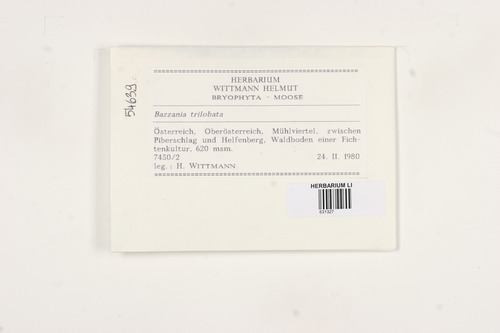 54639
HERBARIUM
WITTMANN HELMUT
BRYOPHYTA - MOOSE
Bazzania trilobata
Österreich, Oberösterreich, Mühlviertel, zwischen
Piberschlag und Helfenberg, Waldboden einer Fich-
tenkultur, 620 msm.
7450/2 24. II. 1980
leg.: H. WITTMANN
HERBARIUM LI
631327